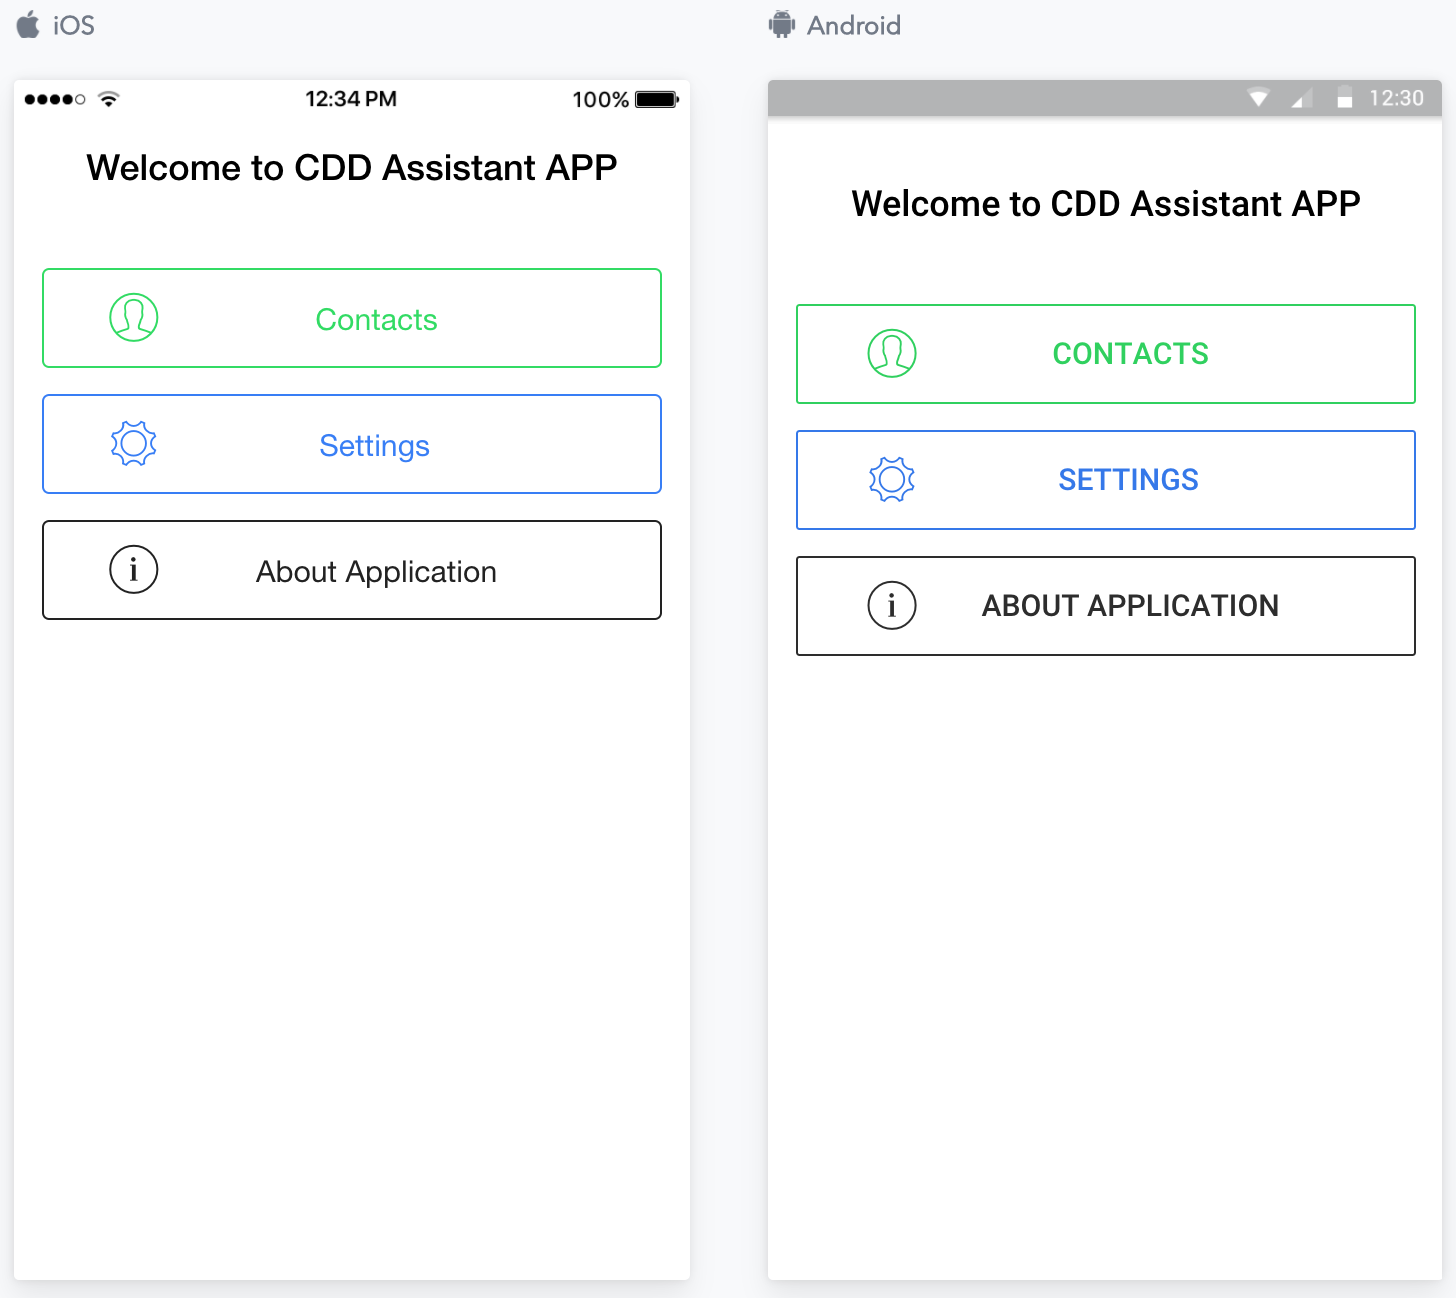 iOS
12:34 PM
100%
Welcome to CDD Assistant APP
Contacts
Settings
i
About Application
Android
12:30
Welcome to CDD Assistant APP
CONTACTS
SETTINGS
i
ABOUT APPLICATION